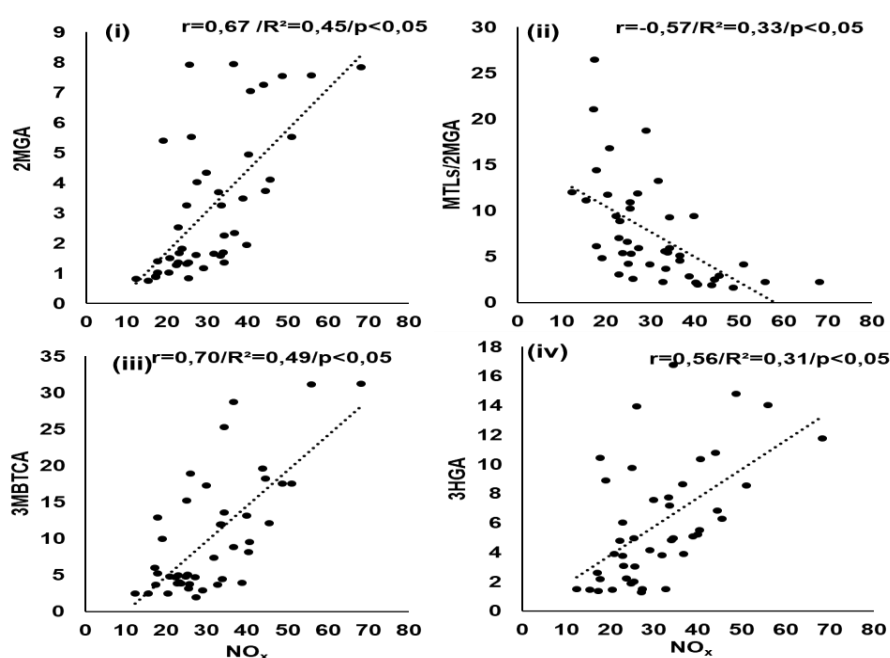 (i)
r=0,67 /R²=0,45/p<0,05
9
8
7
6
5
4
3
2
1
0
2MGA
0 10 20 30 40 50 60 70 80
(ii)
r=-0,57/R²=0,33/p<0,05
30
25
20
15
10
5
0
MTLs/2MGA
0 10 20 30 40 50 60 70 80
(iii)
r=0,70/R²=0,49/p<0,05
35
30
25
20
15
10
5
0
3MBTCA
0 10 20 30 40 50 60 70 80
NOₓ
(iv)
r=0,56/R²=0,31/p<0,05
18
16
14
12
10
8
6
4
2
0
3HGA
0 10 20 30 40 50 60 70 80
NOₓ